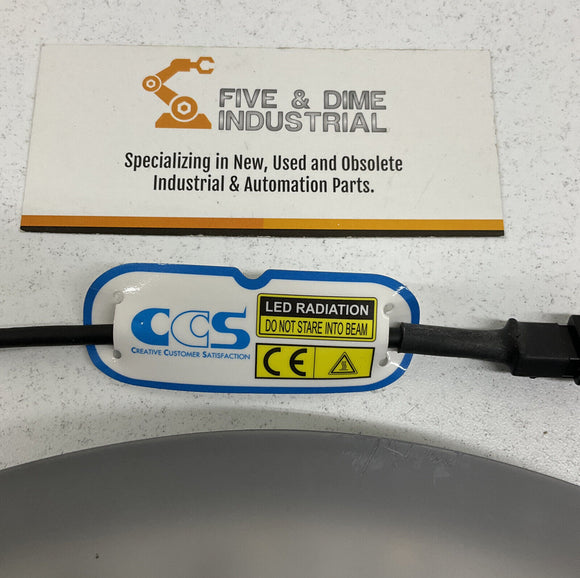 FIVE & DIME
INDUSTRIAL
Specializing in New, Used and Obsolete
Industrial & Automation Parts.
CCS
CREATIVE CUSTOMER SATISFACTION
LED RADIATION
DO NOT STARE INTO BEAM
CE